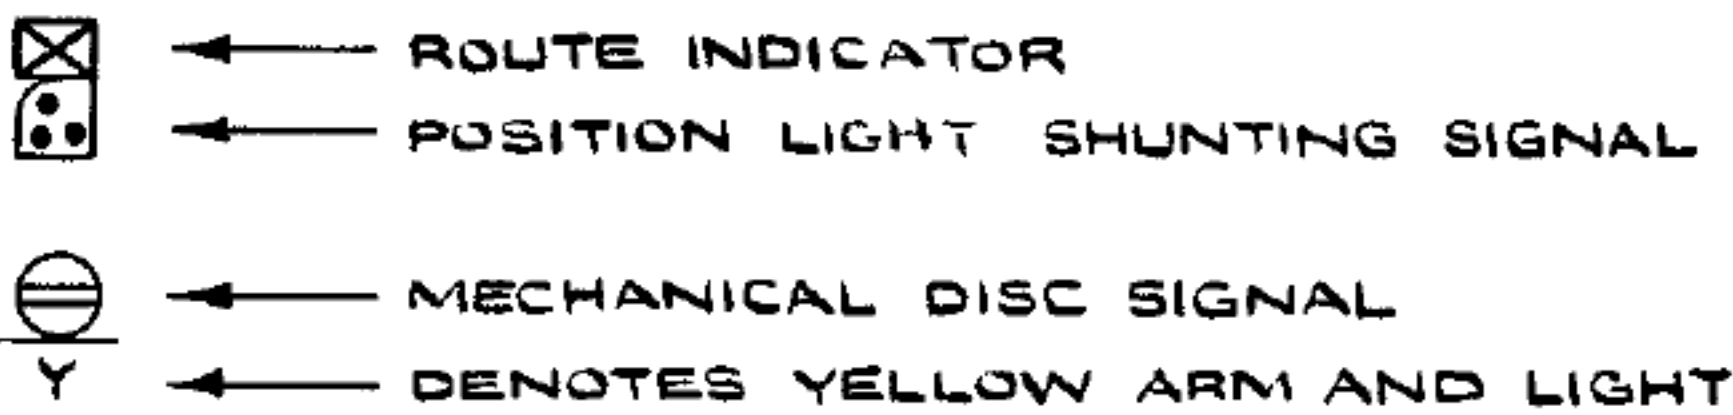 ROUTE INDICATOR
POSITION LIGHT SHUNTING SIGNAL
MECHANICAL DISC SIGNAL
Y DENOTES YELLOW ARM AND LIGHT